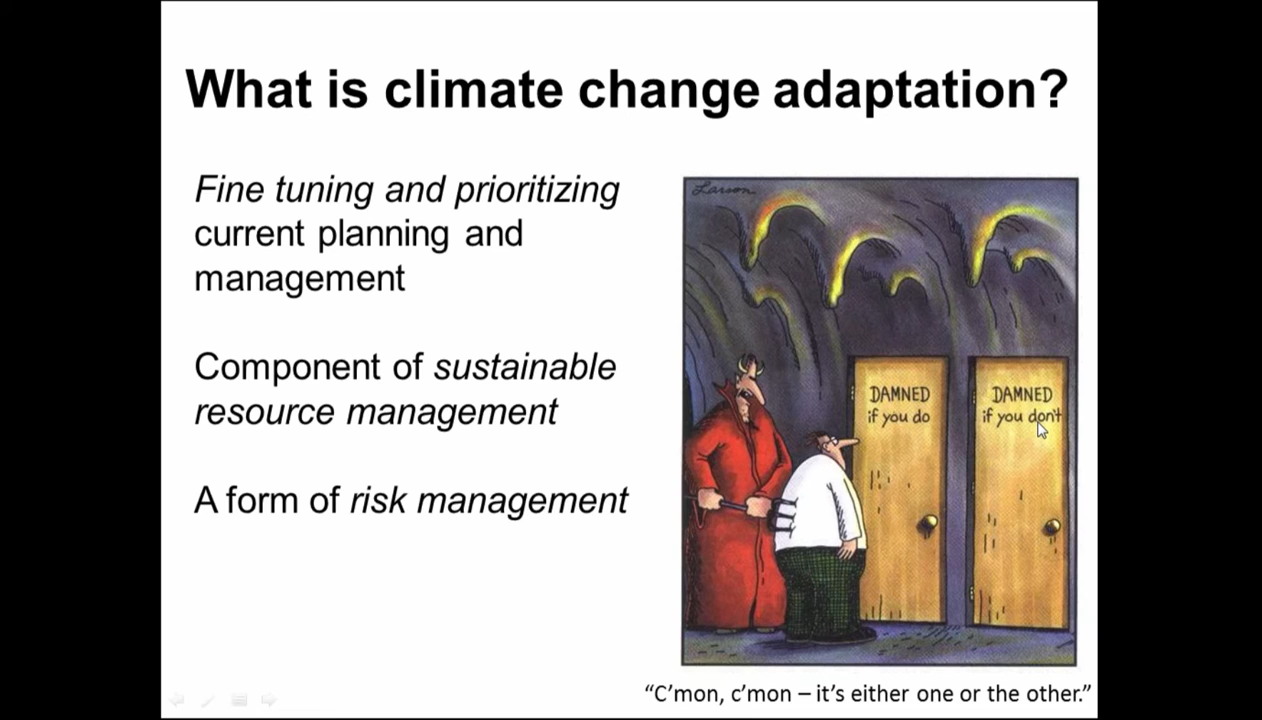 What is climate change adaptation?
Fine tuning and prioritizing
current planning and
management
Component of sustainable
resource management
A form of risk management
Larson
DAMNED
if you do
DAMNED
if you don't
“C’mon, c’mon – it’s either one or the other.”